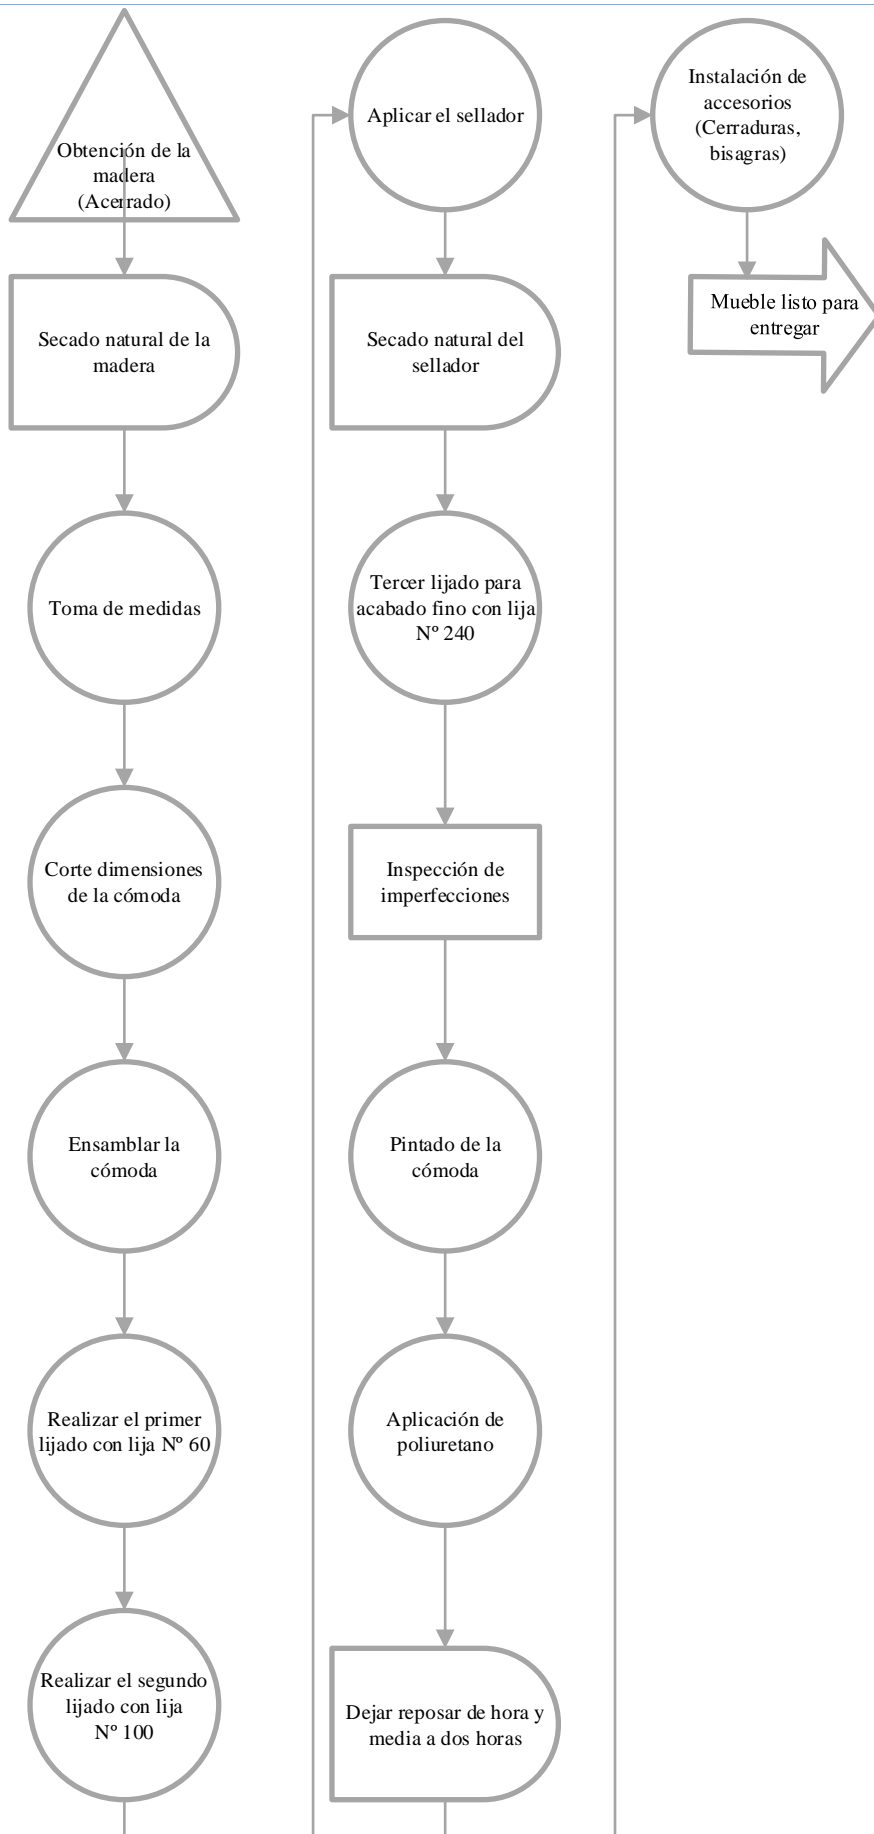 Obtención de la
madera
(Acerrado)
Secado natural de la
madera
Toma de medidas
Corte dimensiones
de la cómoda
Ensamblar la
cómoda
Realizar el primer
lijado con lija Nº 60
Realizar el segundo
lijado con lija
Nº 100
Aplicar el sellador
Secado natural del
sellador
Tercer lijado para
acabado fino con lija
Nº 240
Inspección de
imperfecciones
Pintado de la
cómoda
Aplicación de
poliuretano
Dejar reposar de hora y
media a dos horas
Instalación de
accesorios
(Cerraduras,
bisagras)
Mueble listo para
entregar